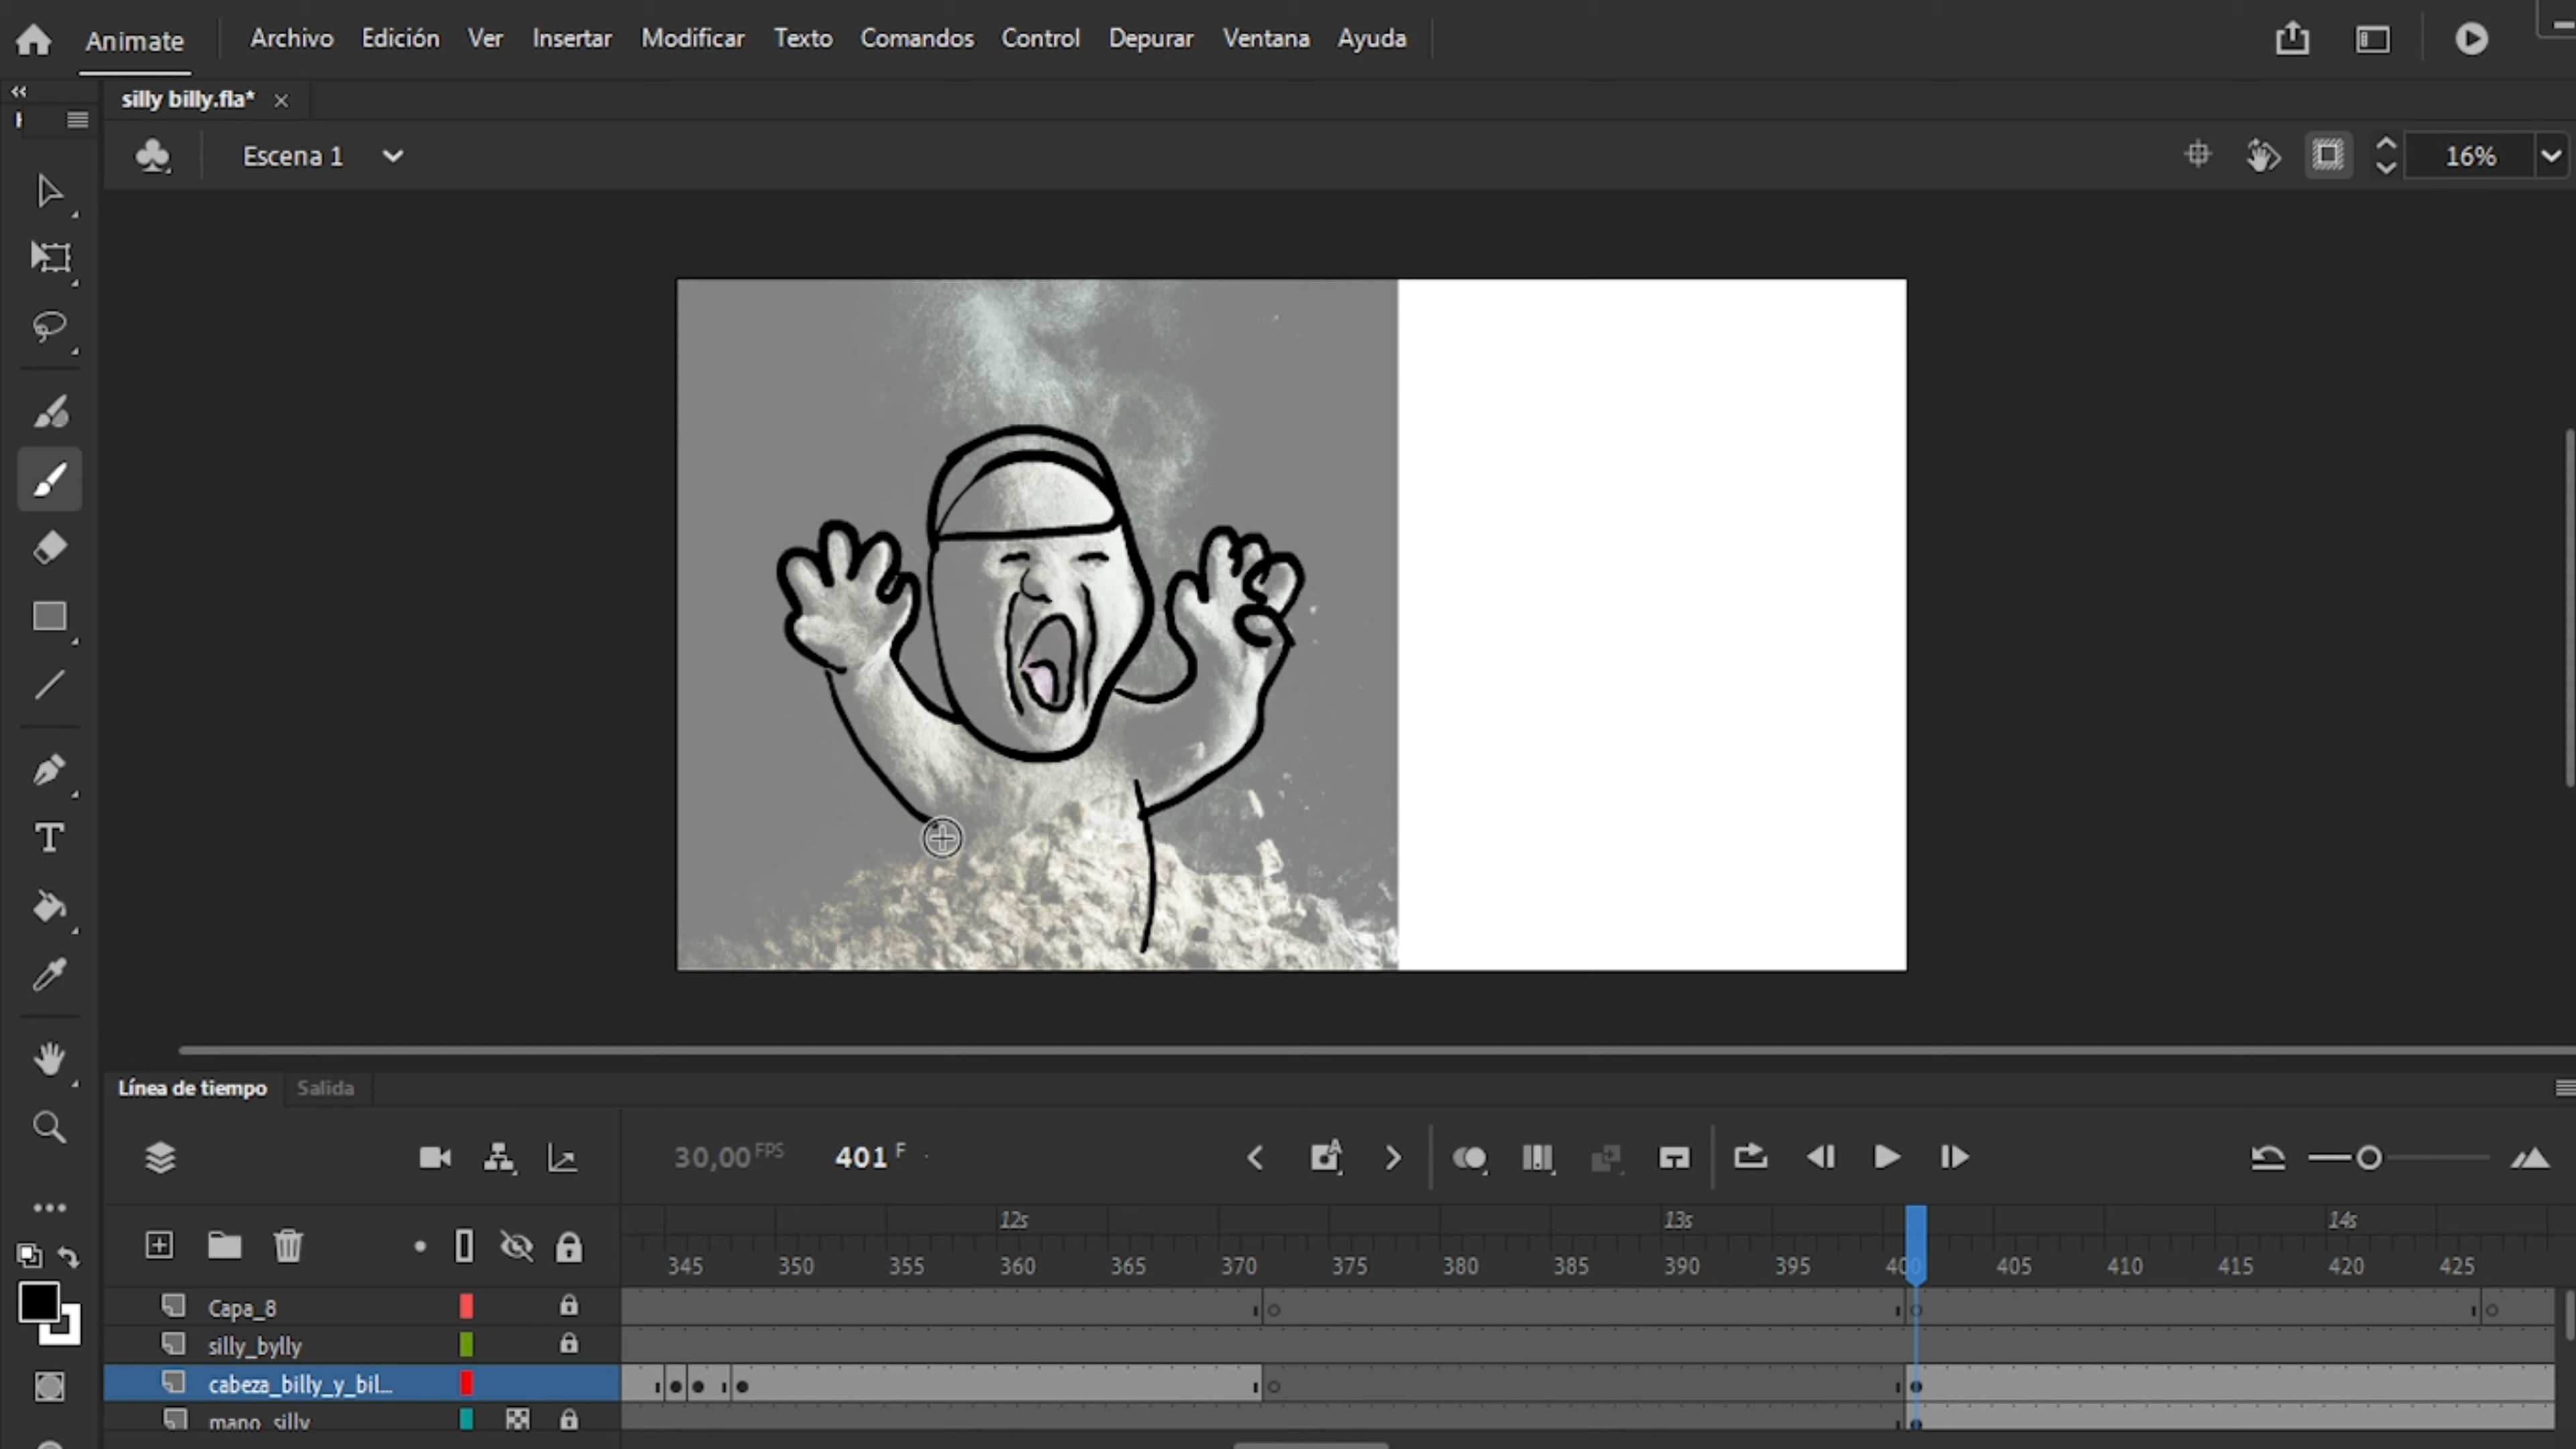 Animate Archivo Edición Ver Insertar Modificar Texto Comandos Control Depurar Ventana Ayuda
silly billy.fla*
Escena 1
16%
Línea de tiempo Salida
30,00 FPS 401 F
12s 13s 14s
345 350 355 360 365 370 375 380 385 390 395 400 405 410 415 420 425
Capa_8
silly_bylly
cabeza_billy_y_bil...
mano_silly